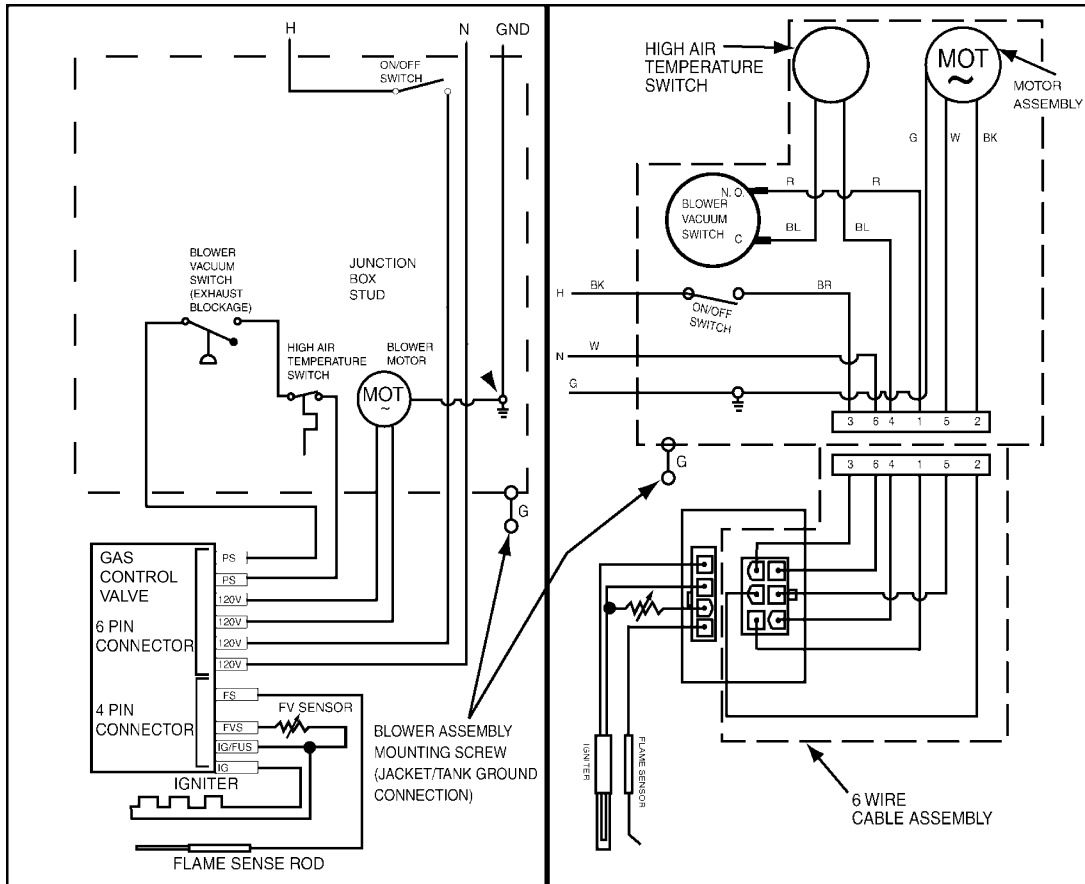 H
N
GND
ON/OFF
SWITCH
BLOWER
VACUUM
SWITCH
(EXHAUST
BLOCKAGE)
JUNCTION
BOX
STUD
HIGH AIR
TEMPERATURE
SWITCH
BLOWER
MOTOR
MOT
~
G
GAS
CONTROL
VALVE
6 PIN
CONNECTOR
4 PIN
CONNECTOR
PS
PS
120V
120V
120V
120V
FS
FVS
IG/FUS
IG
FV SENSOR
IGNITER
FLAME SENSE ROD
BLOWER ASSEMBLY
MOUNTING SCREW
(JACKET/TANK GROUND
CONNECTION)
HIGH AIR
TEMPERATURE
SWITCH
MOT
~
MOTOR
ASSEMBLY
G W BK
N. O.
BLOWER
VACUUM
SWITCH
C
R R
BL BL
H BK BR
ON/OFF
SWITCH
N W
G
3 6 4 1 5 2
G
3 6 4 1 5 2
IGNITER
FLAME SENSOR
6 WIRE
CABLE ASSEMBLY